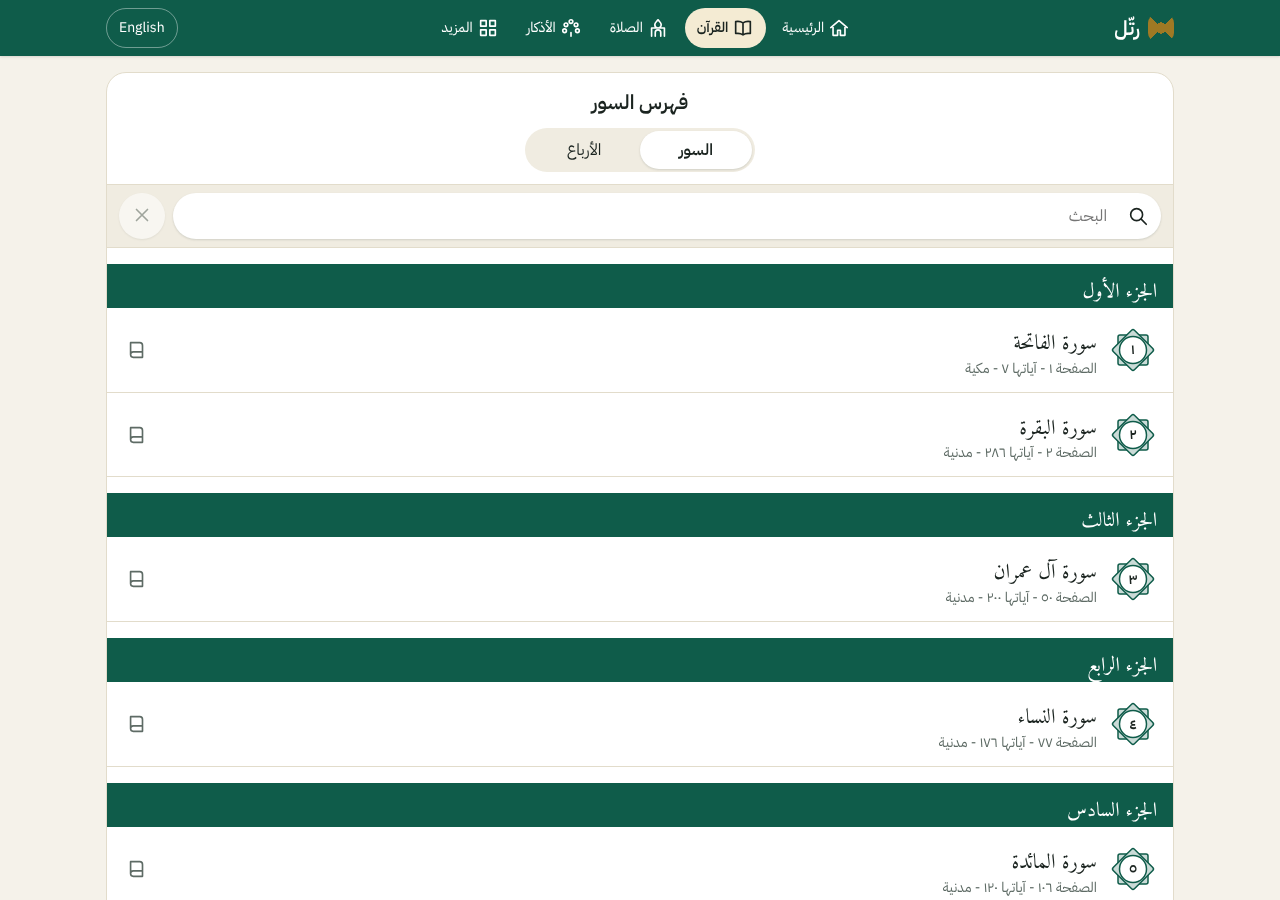 رتّل
الرئيسية
القرآن
الصلاة
الأذكار
المزيد
English
فهرس السور
السور
الأرباع
البحث
الجزء الأول
١
سورة الفاتحة
الصفحة ١ - آياتها ٧ - مكية
٢
سورة البقرة
الصفحة ٢ - آياتها ٢٨٦ - مدنية
الجزء الثالث
٣
سورة آل عمران
الصفحة ٥٠ - آياتها ٢٠٠ - مدنية
الجزء الرابع
٤
سورة النساء
الصفحة ٧٧ - آياتها ١٧٦ - مدنية
الجزء السادس
٥
سورة المائدة
الصفحة ١٠٦ - آياتها ١٢٠ - مدنية